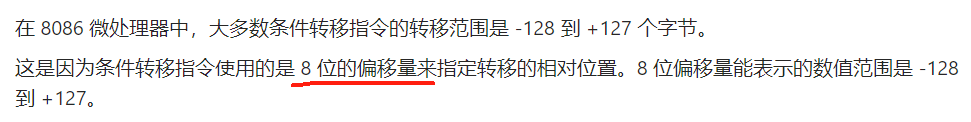 在 8086 微处理器中，大多数条件转移指令的转移范围是 -128 到 +127 个字节。
这是因为条件转移指令使用的是 8 位的偏移量来指定转移的相对位置。8 位偏移量能表示的数值范围是 -128
到 +127。